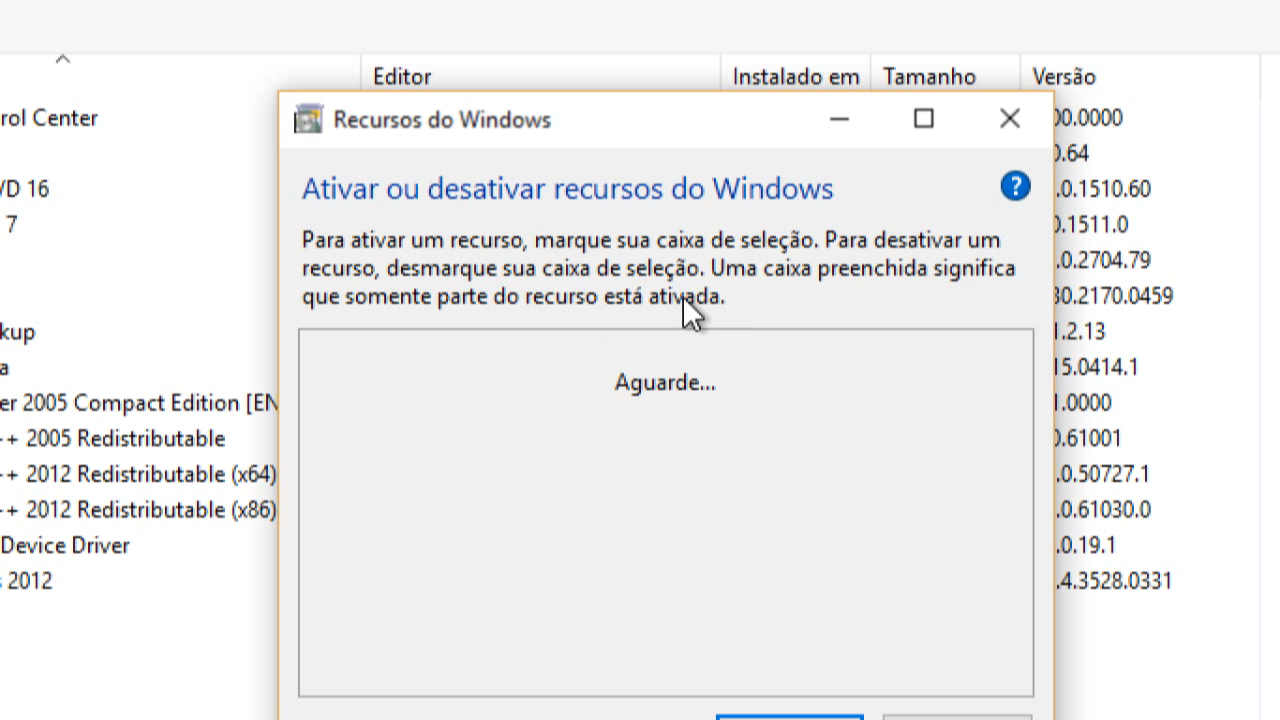 Editor Instalado em Tamanho Versão
Recursos do Windows
Ativar ou desativar recursos do Windows
?
Para ativar um recurso, marque sua caixa de seleção. Para desativar um
recurso, desmarque sua caixa de seleção. Uma caixa preenchida significa
que somente parte do recurso está ativada.
Aguarde...
rol Center
VD 16
7
kup
a
er 2005 Compact Edition [EN
++ 2005 Redistributable
++ 2012 Redistributable (x64)
++ 2012 Redistributable (x86)
Device Driver
s 2012
00.0000
0.64
.0.1510.60
0.1511.0
.0.2704.79
30.2170.0459
1.2.13
15.0414.1
1.0000
0.61001
.0.50727.1
.0.61030.0
.0.19.1
.4.3528.0331